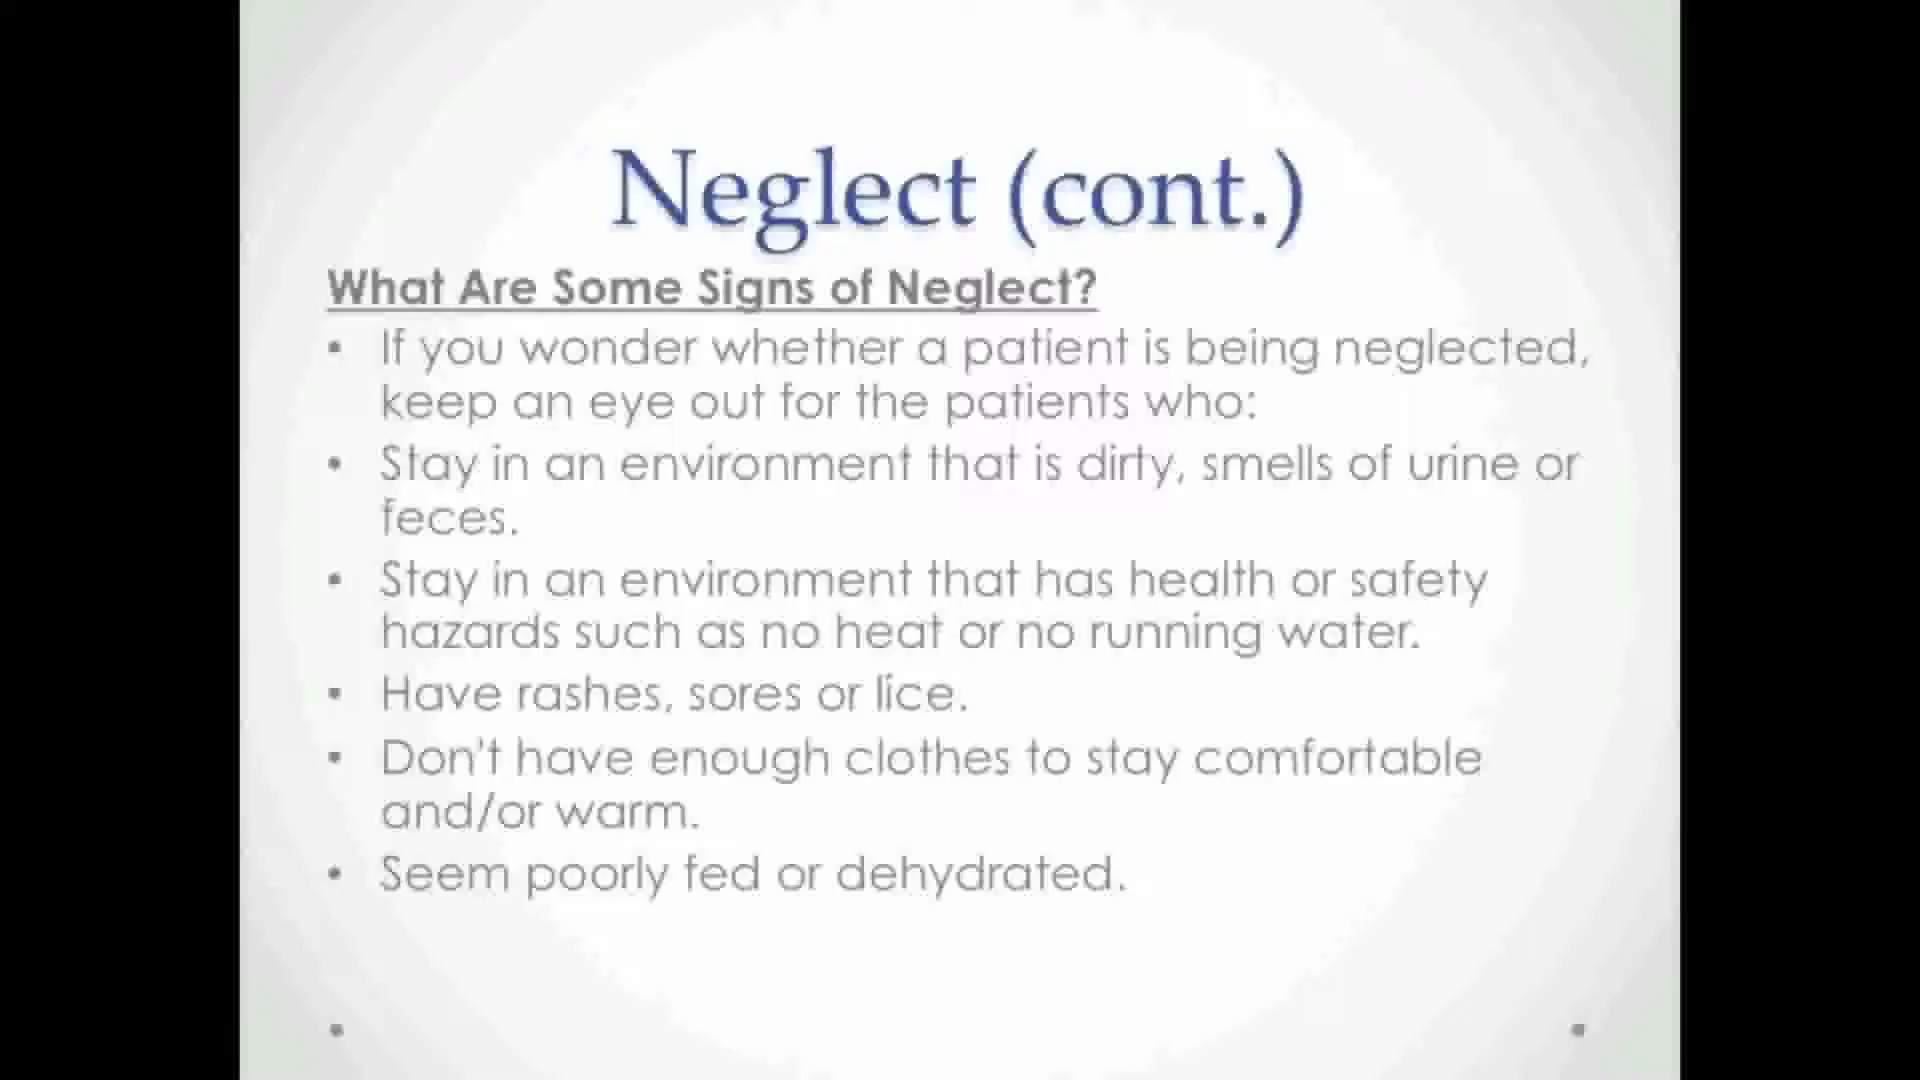 Neglect (cont.)
What Are Some Signs of Neglect?
• If you wonder whether a patient is being neglected,
keep an eye out for the patients who:
• Stay in an environment that is dirty, smells of urine or
feces.
• Stay in an environment that has health or safety
hazards such as no heat or no running water.
• Have rashes, sores or lice.
• Don't have enough clothes to stay comfortable
and/or warm.
• Seem poorly fed or dehydrated.